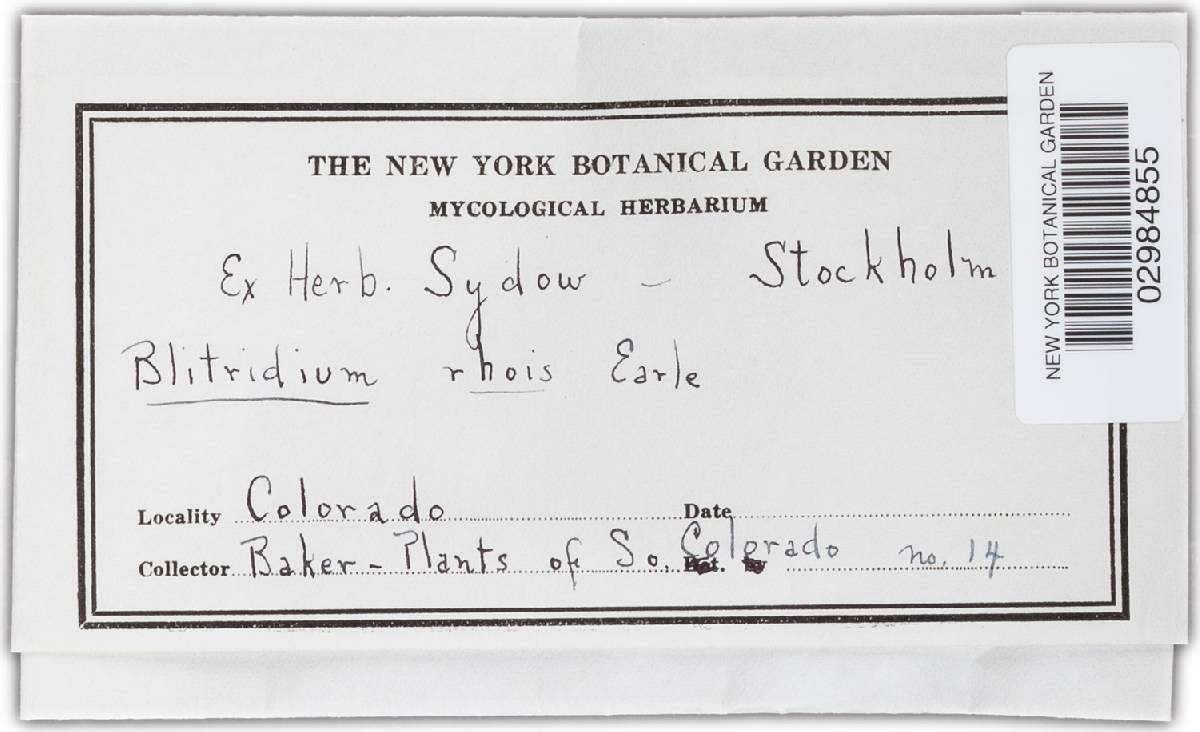 THE NEW YORK BOTANICAL GARDEN
MYCOLOGICAL HERBARIUM
Ex Herb. Sydow - Stockholm
Blitridium rhois Earle
Locality Colorado Date
Collector Baker - Plants of So. Colorado no. 14
NEW YORK BOTANICAL GARDEN
02984855